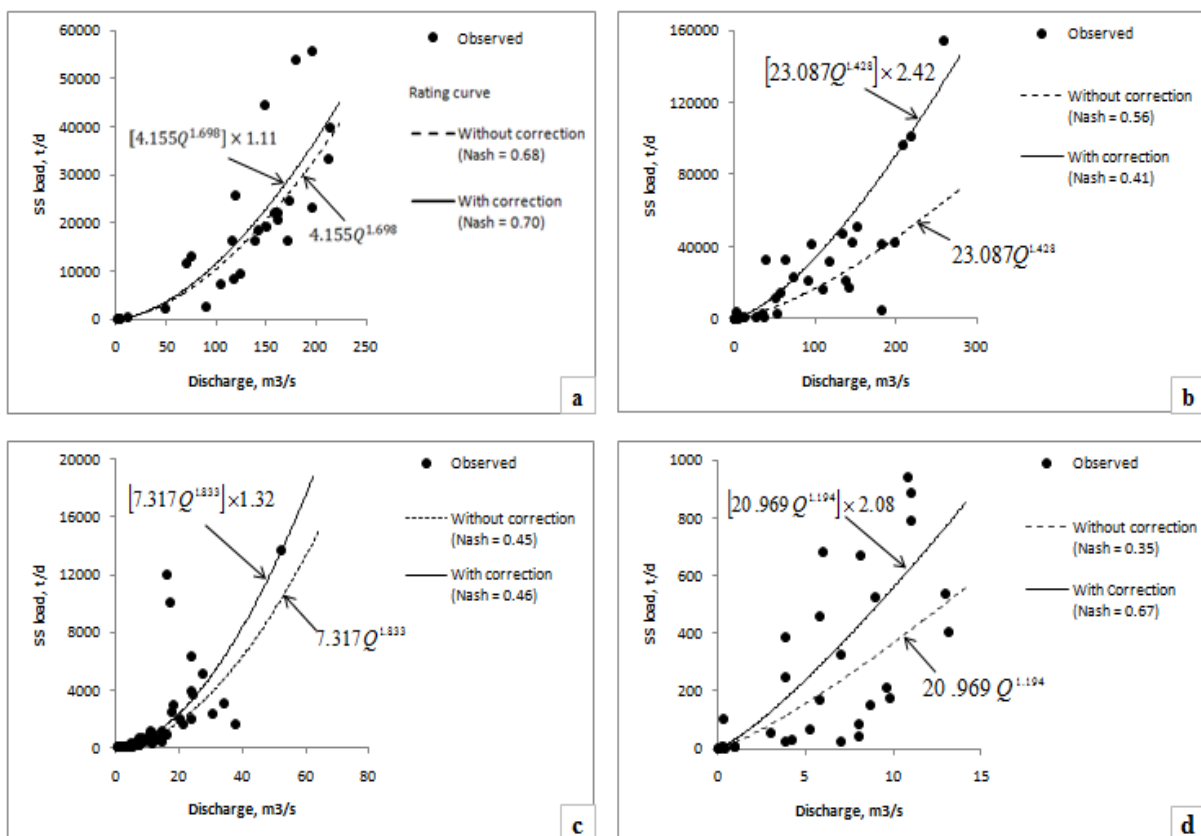 60000
50000
40000
30000
20000
10000
0
SS load, t/d
0 50 100 150 200 250
Discharge, m3/s
[4.155Q^1.698] × 1.11
4.155Q^1.698
Observed
Rating curve
Without correction
(Nash = 0.68)
With correction
(Nash = 0.70)
a
160000
120000
80000
40000
0
SS load, t/d
0 100 200 300
Discharge, m3/s
[23.087Q^1.428] × 2.42
23.087Q^1.428
Observed
Without correction
(Nash = 0.56)
With correction
(Nash = 0.41)
b
20000
16000
12000
8000
4000
0
SS load, t/d
0 20 40 60 80
Discharge, m3/s
[7.317Q^1.833] ×1.32
7.317Q^1.833
Observed
Without correction
(Nash = 0.45)
With correction
(Nash = 0.46)
c
1000
800
600
400
200
0
SS load, t/d
0 5 10 15
Discharge, m3/s
[20.969 Q^1.194] × 2.08
20.969 Q^1.194
Observed
Without correction
(Nash = 0.35)
With Correction
(Nash = 0.67)
d